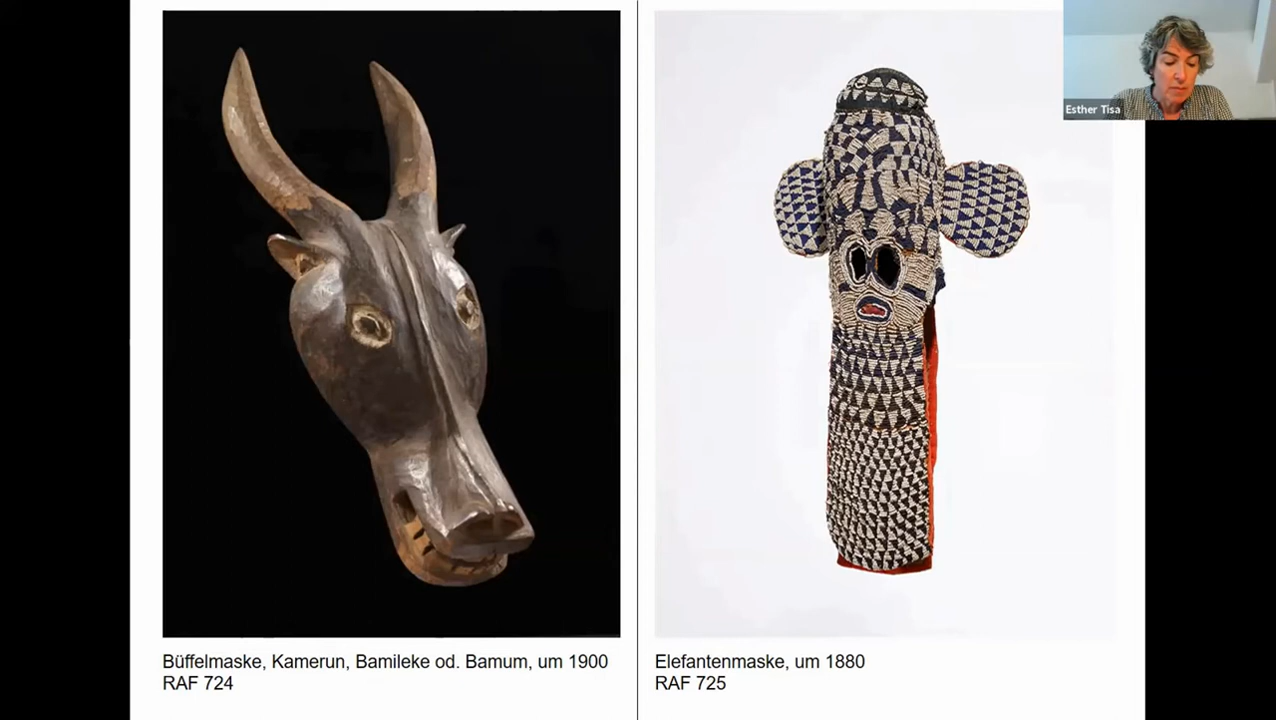 Esther Tisa
Büffelmaske, Kamerun, Bamileke od. Bamum, um 1900
RAF 724
Elefantenmaske, um 1880
RAF 725